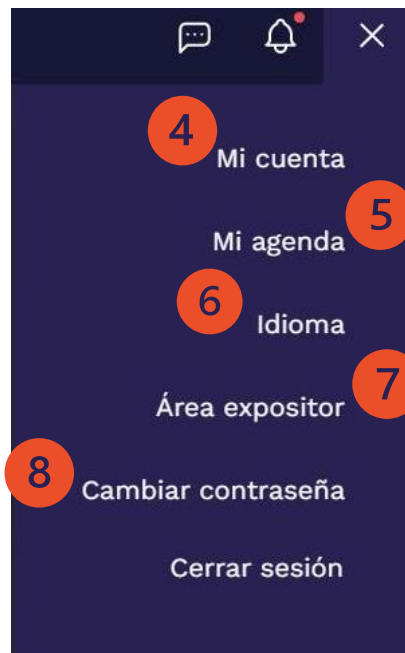 4
Mi cuenta
5
Mi agenda
6
Idioma
7
Área expositor
8
Cambiar contraseña
Cerrar sesión